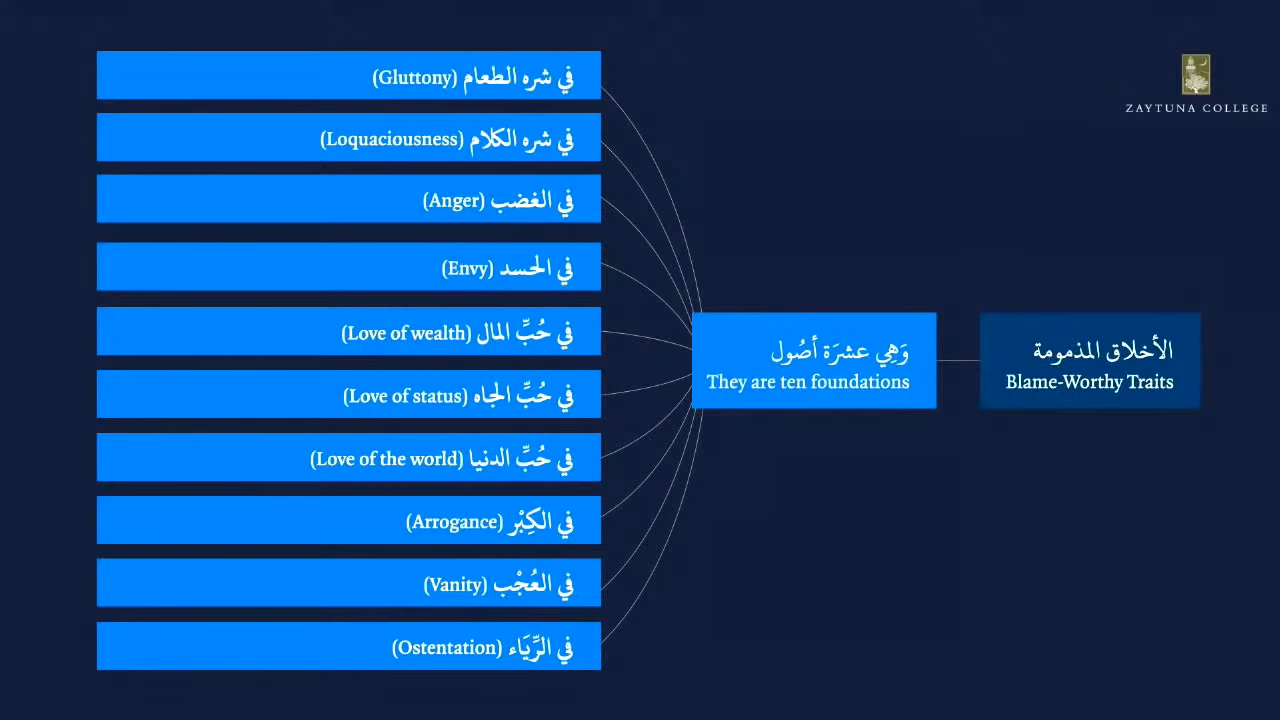 ZAYTUNA COLLEGE
الأخلاق المذمومة
Blame-Worthy Traits
وَهِي عشرَة أصُول
They are ten foundations
في شره الطعام (Gluttony)
في شره الكلام (Loquaciousness)
في الغضب (Anger)
في الحسد (Envy)
في حُبِّ المال (Love of wealth)
في حُبِّ الجاه (Love of status)
في حُبِّ الدنيا (Love of the world)
في الكِبْر (Arrogance)
في العُجْب (Vanity)
في الرِّيَاء (Ostentation)